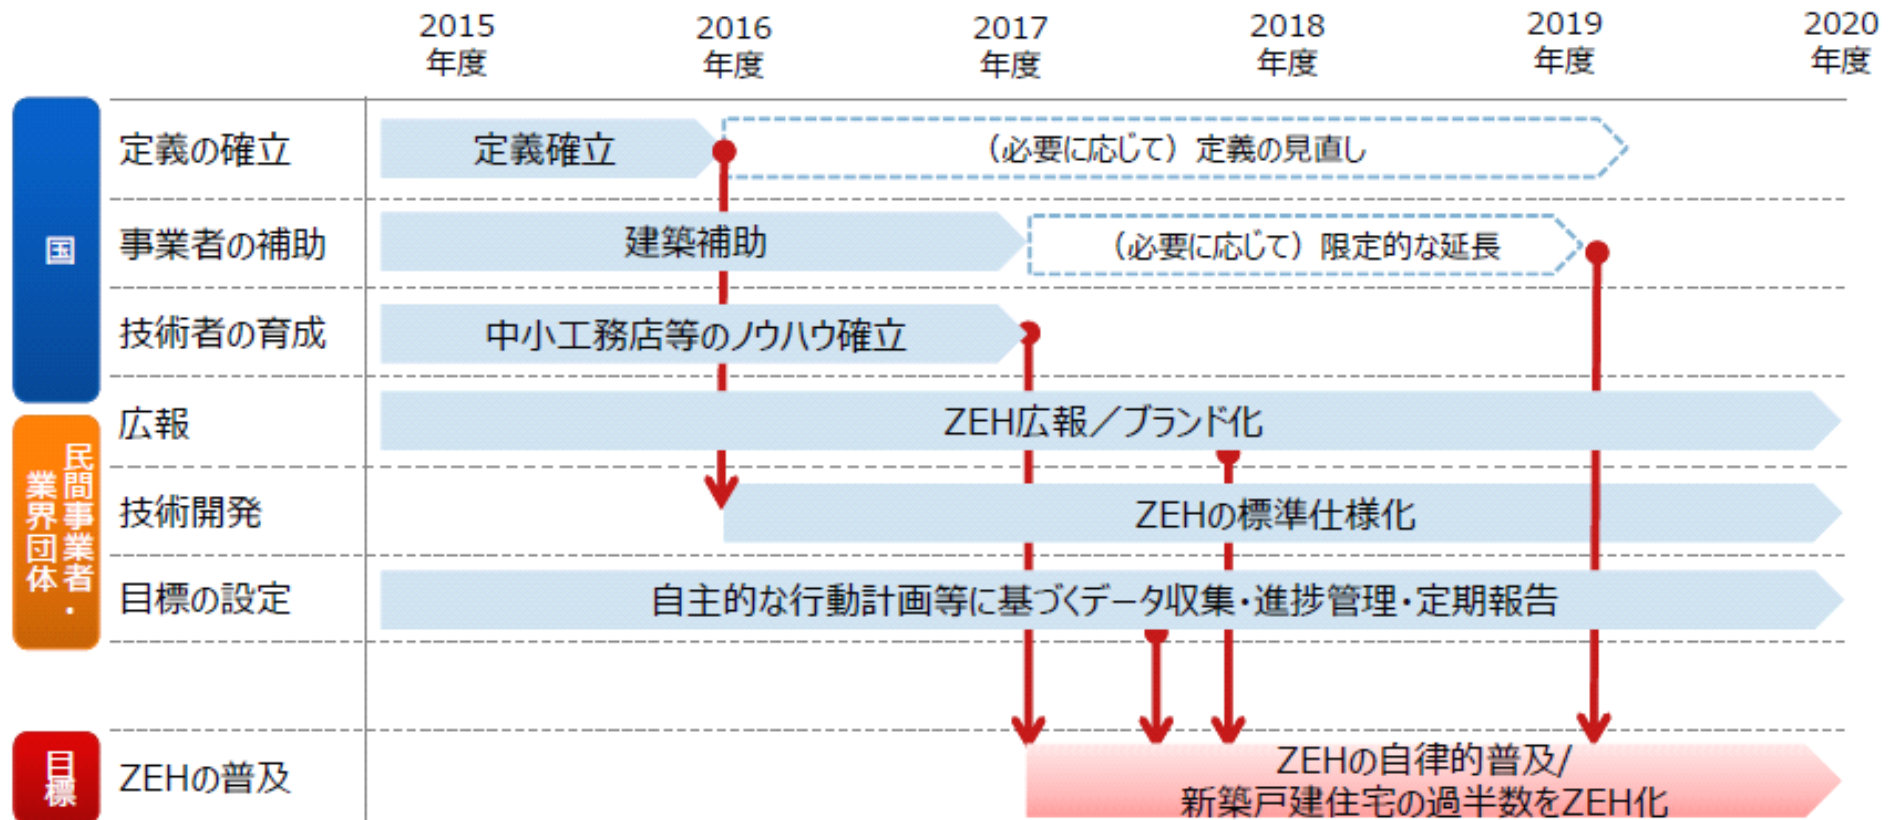 2015
年度
2016
年度
2017
年度
2018
年度
2019
年度
2020
年度
国
定義の確立
定義確立
（必要に応じて）定義の見直し
事業者の補助
建築補助
（必要に応じて）限定的な延長
技術者の育成
中小工務店等のノウハウ確立
民間事業者・
業界団体
広報
ZEH広報／ブランド化
技術開発
ZEHの標準仕様化
目標の設定
自主的な行動計画等に基づくデータ収集・進捗管理・定期報告
目標
ZEHの普及
ZEHの自律的普及/
新築戸建住宅の過半数をZEH化